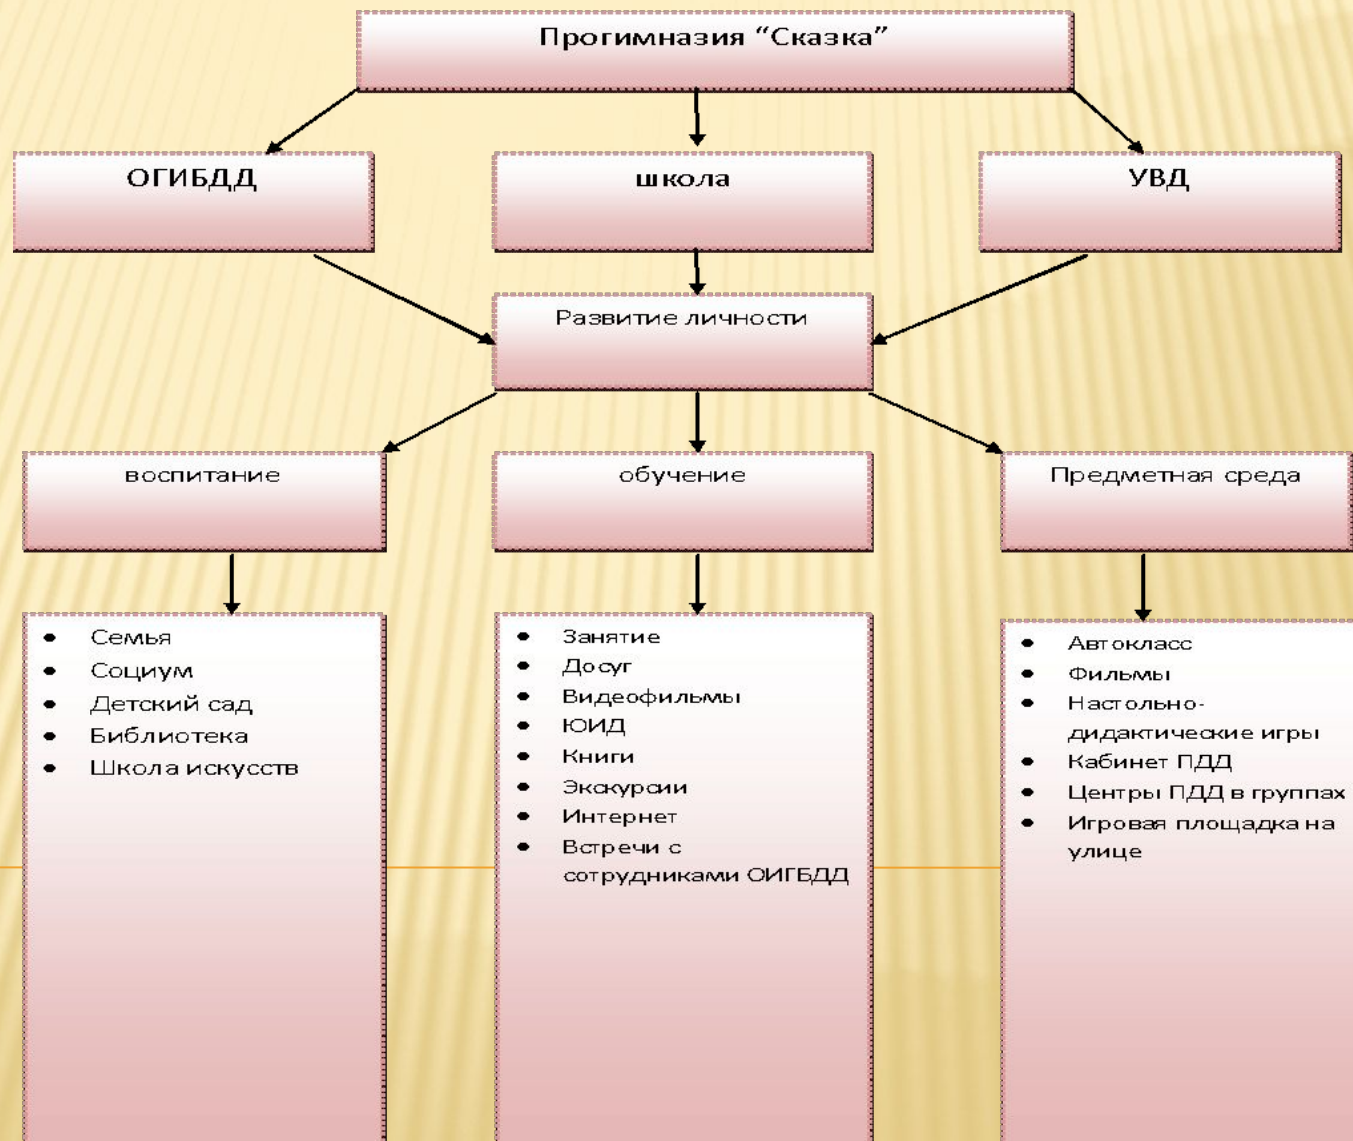 Прогимназия “Сказка”
ОГИБДД
школа
УВД
Развитие личности
воспитание
обучение
Предметная среда
• Семья
• Социум
• Детский сад
• Библиотека
• Школа искусств
• Занятие
• Досуг
• Видеофильмы
• ЮИД
• Книги
• Экскурсии
• Интернет
• Встречи с
сотрудниками ОИГБДД
• Автокласс
• Фильмы
• Настольно-
дидактические игры
• Кабинет ПДД
• Центры ПДД в группах
• Игровая площадка на
улице